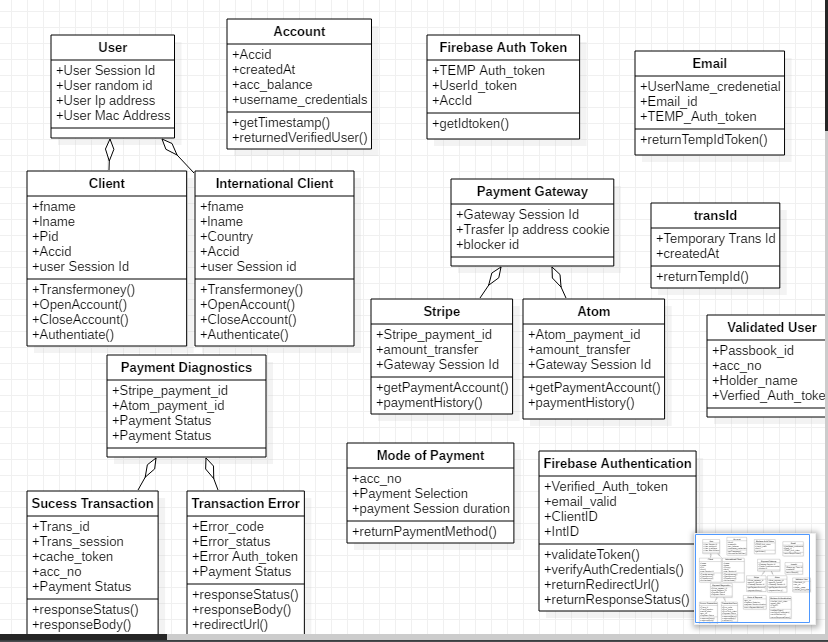 User
+User Session Id
+User random id
+User Ip address
+User Mac Address
Account
+Accid
+createdAt
+acc_balance
+username_credentials
+getTimestamp()
+returnedVerifiedUser()
Firebase Auth Token
+TEMP Auth_token
+UserId_token
+AccId
+getIdtoken()
Email
+UserName_credenetial
+Email_id
+TEMP_Auth_token
+returnTempIdToken()
Client
+fname
+lname
+Pid
+Accid
+user Session Id
+Transfermoney()
+OpenAccount()
+CloseAccount()
+Authentiate()
International Client
+fname
+lname
+Country
+Accid
+user Session id
+Transfermoney()
+OpenAccount()
+CloseAccount()
+Authenticate()
Payment Gateway
+Gateway Session Id
+Trasfer Ip address cookie
+blocker id
transId
+Temporary Trans Id
+createdAt
+returnTempId()
Stripe
+Stripe_payment_id
+amount_transfer
+Gateway Session Id
+getPaymentAccount()
+paymentHistory()
Atom
+Atom_payment_id
+amount_transfer
+Gateway Session Id
+getPaymentAccount()
+paymentHistory()
Validated User
+Passbook_id
+acc_no
+Holder_name
+Verfied_Auth_toke
Payment Diagnostics
+Stripe_payment_id
+Atom_payment_id
+Payment Status
+Payment Status
Mode of Payment
+acc_no
+Payment Selection
+payment Session duration
+returnPaymentMethod()
Firebase Authentication
+Verified_Auth_token
+email_valid
+ClientID
+IntID
+validateToken()
+verifyAuthCredentials()
+returnRedirectUrl()
+returnResponseStatus()
Sucess Transaction
+Trans_id
+Trans_session
+cache_token
+acc_no
+Payment Status
+responseStatus()
+responseBody()
Transaction Error
+Error_code
+Error_status
+Error Auth_token
+Payment Status
+responseStatus()
+responseBody()
+redirectUrl()